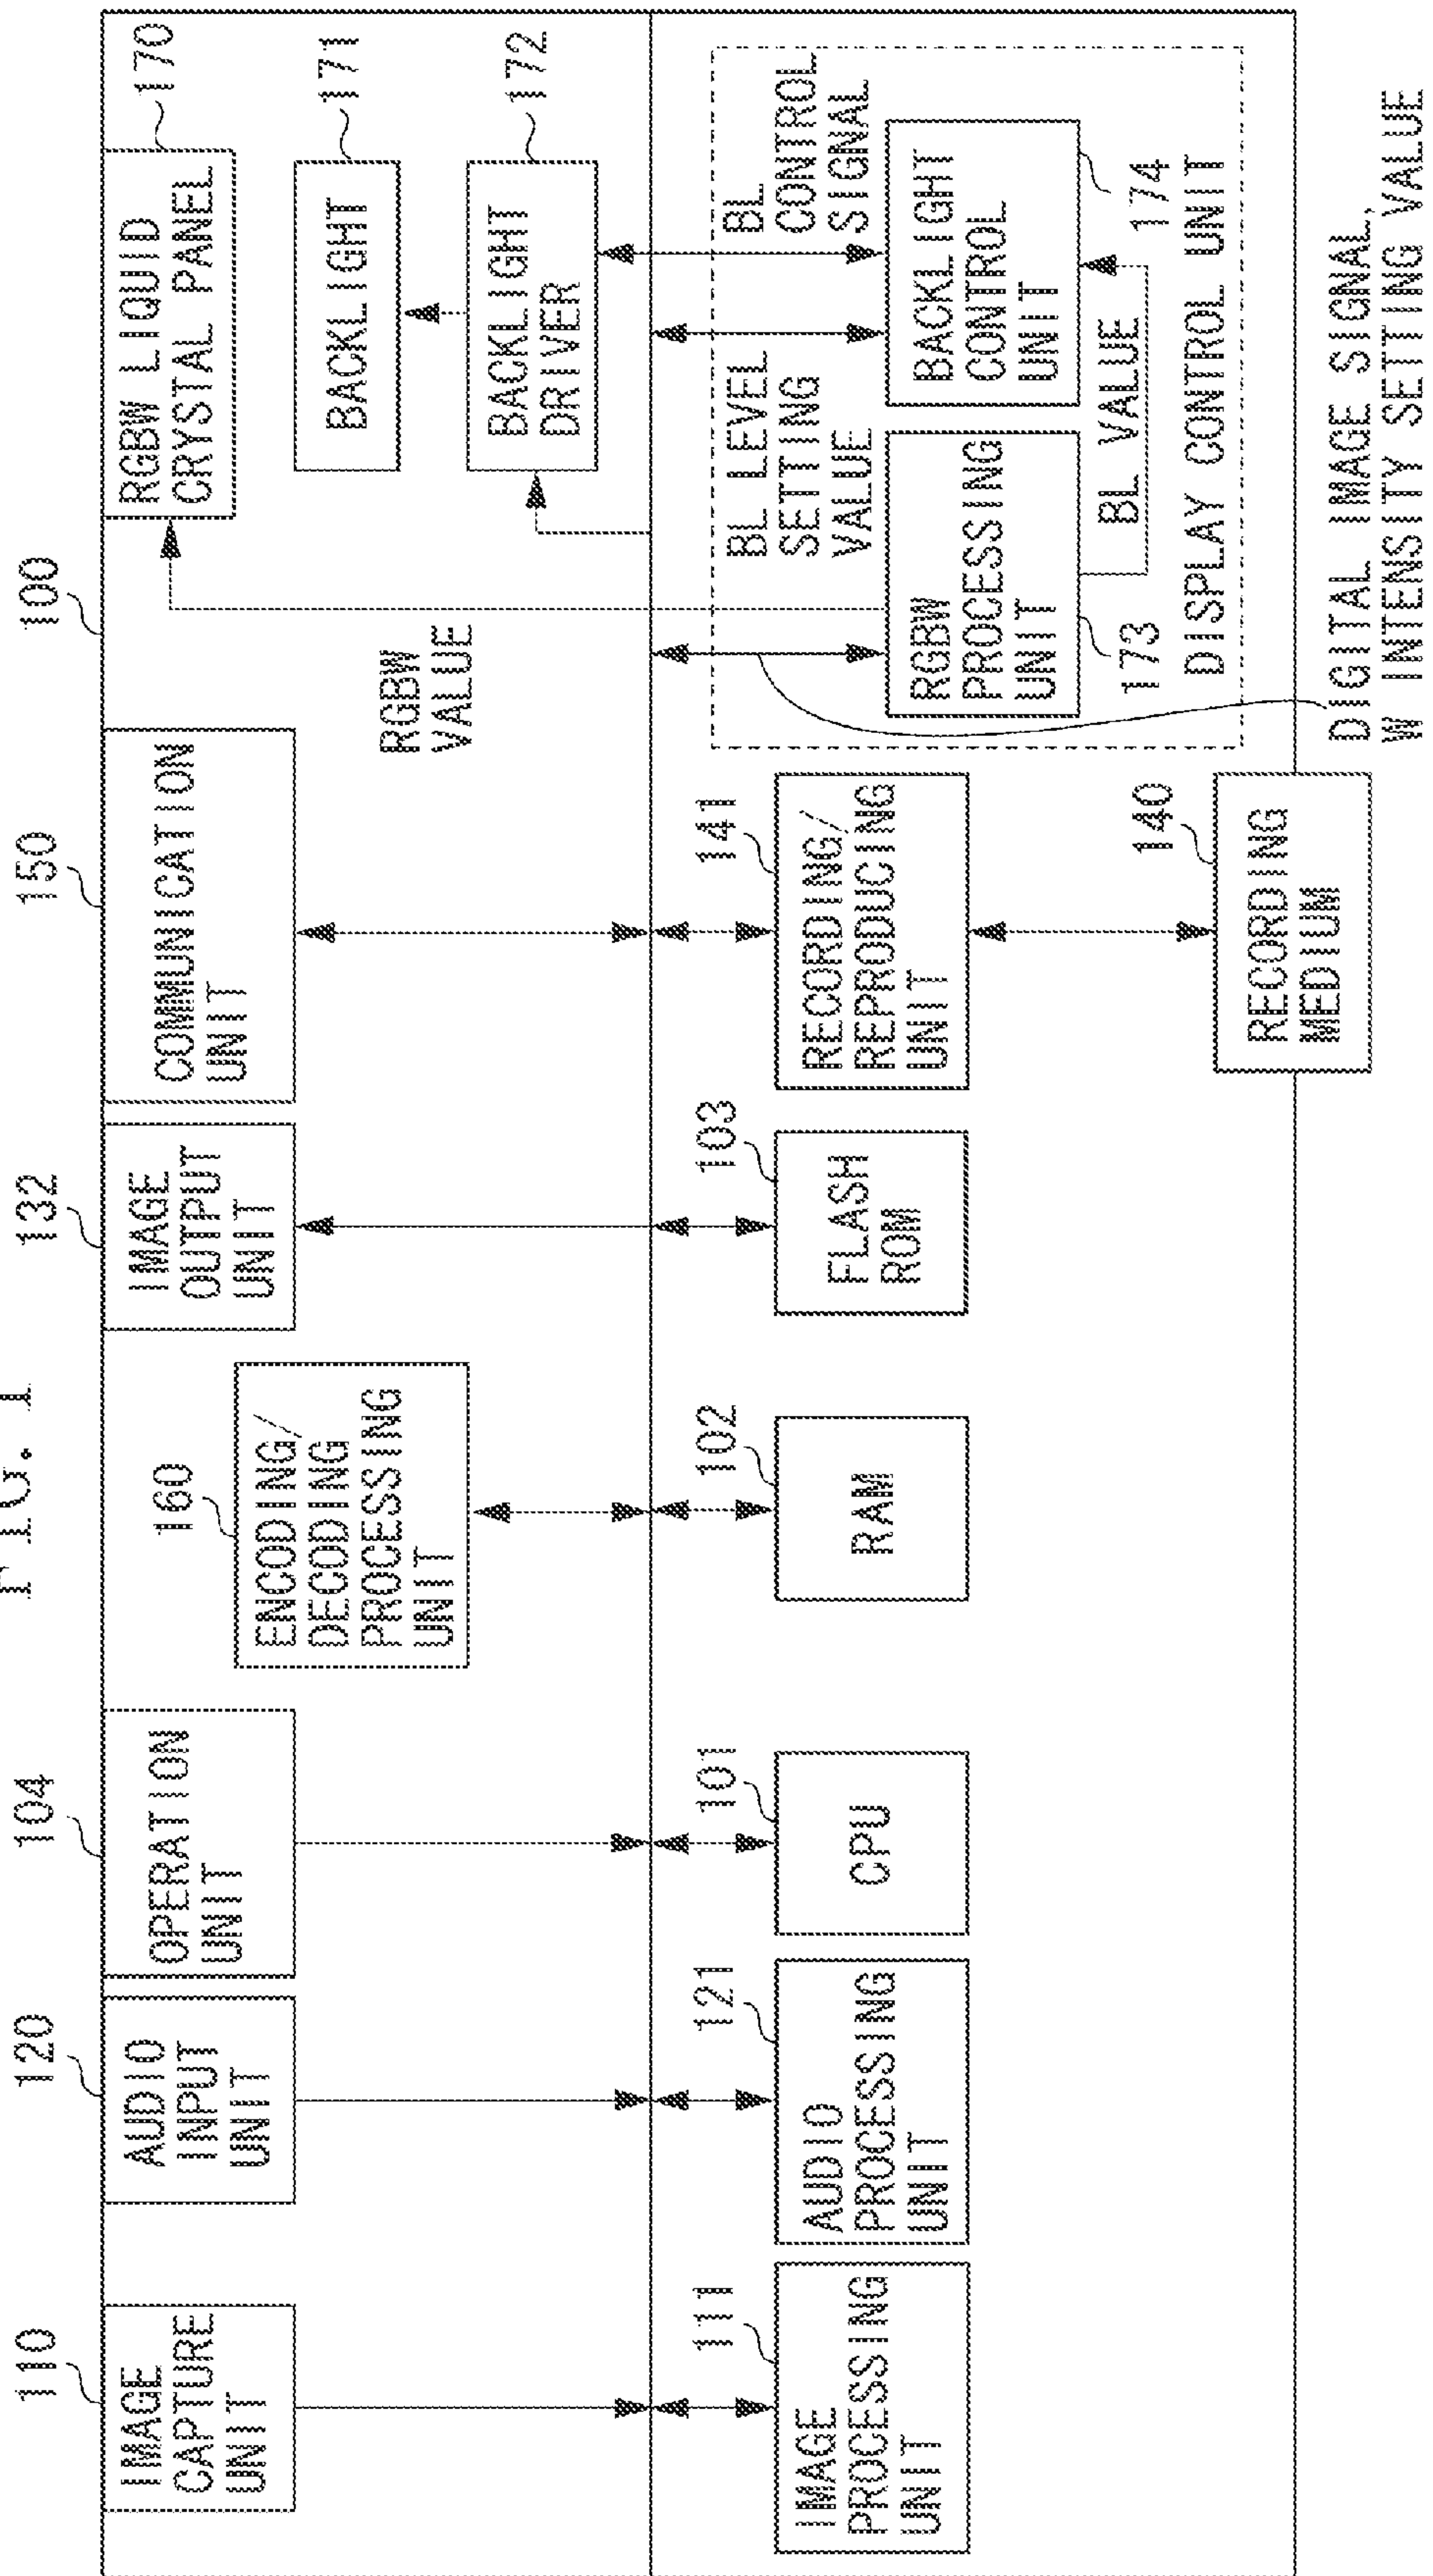 FIG. 1
100
110
IMAGE
CAPTURE
UNIT
120
AUDIO
INPUT
UNIT
104
OPERATION
UNIT
160
ENCODING/
DECODING
PROCESSING
UNIT
132
IMAGE
OUTPUT
UNIT
150
COMMUNICATION
UNIT
RGBW
VALUE
RGBW LIQUID
CRYSTAL PANEL
170
BACKLIGHT
171
BACKLIGHT
DRIVER
172
111
IMAGE
PROCESSING
UNIT
121
AUDIO
PROCESSING
UNIT
101
CPU
102
RAM
103
FLASH
ROM
141
RECORDING/
REPRODUCING
UNIT
140
RECORDING
MEDIUM
BL LEVEL
SETTING
VALUE
BL
CONTROL
SIGNAL
RGBW
PROCESSING
UNIT
173
BACKLIGHT
CONTROL
UNIT
174
BL VALUE
DISPLAY CONTROL UNIT
DIGITAL IMAGE SIGNAL,
W INTENSITY SETTING VALUE